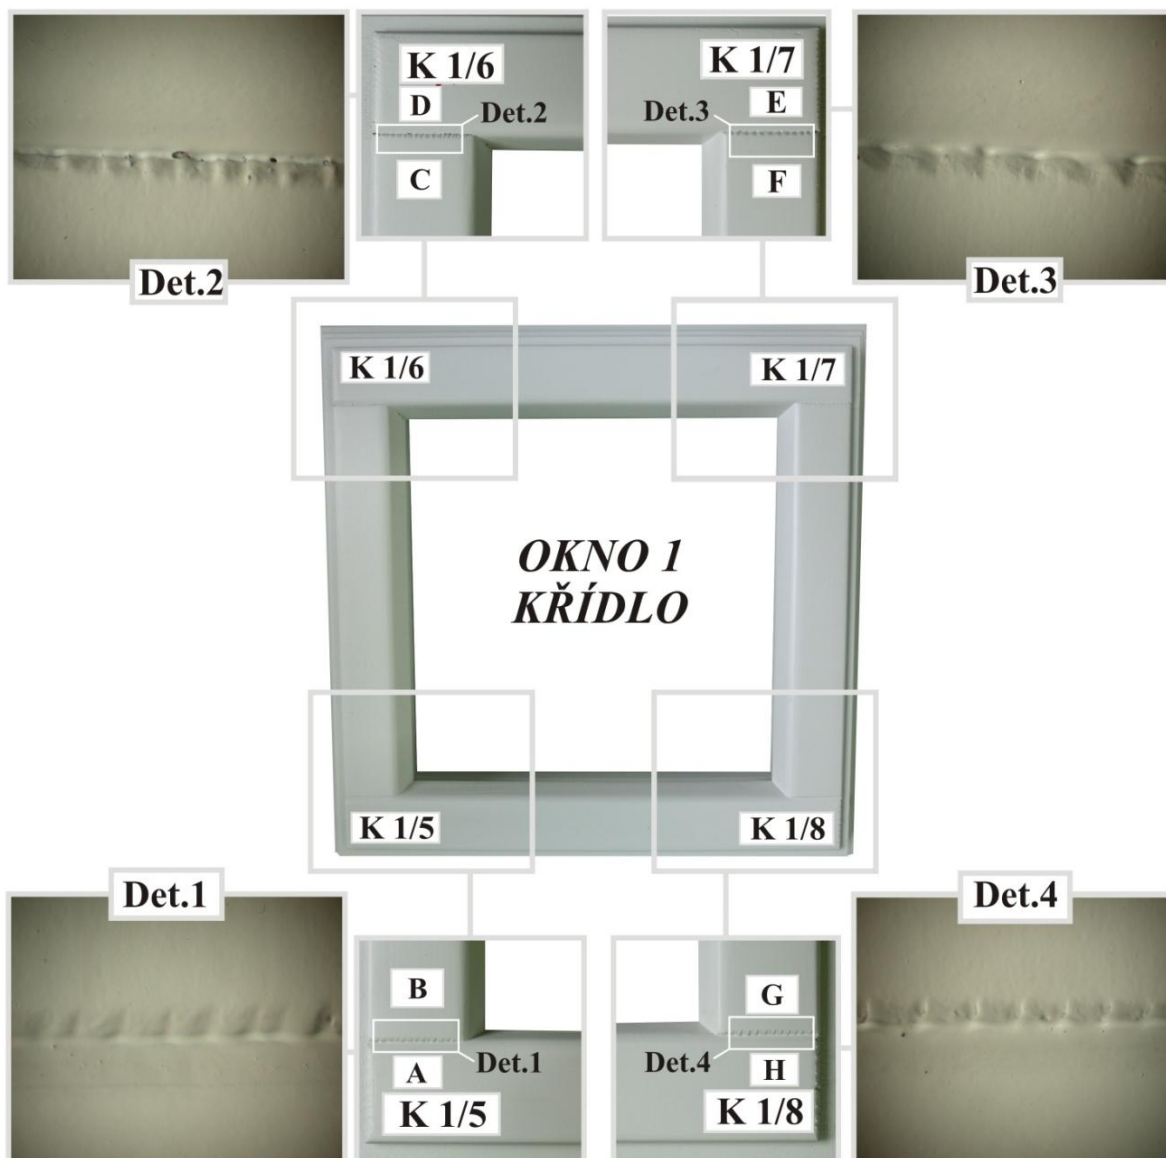 K 1/6
D
Det.2
C
Det.2
K 1/7
E
Det.3
F
Det.3
K 1/6
K 1/7
OKNO 1
KŘÍDLO
K 1/5
K 1/8
Det.1
B
Det.1
A
K 1/5
G
Det.4
H
K 1/8
Det.4